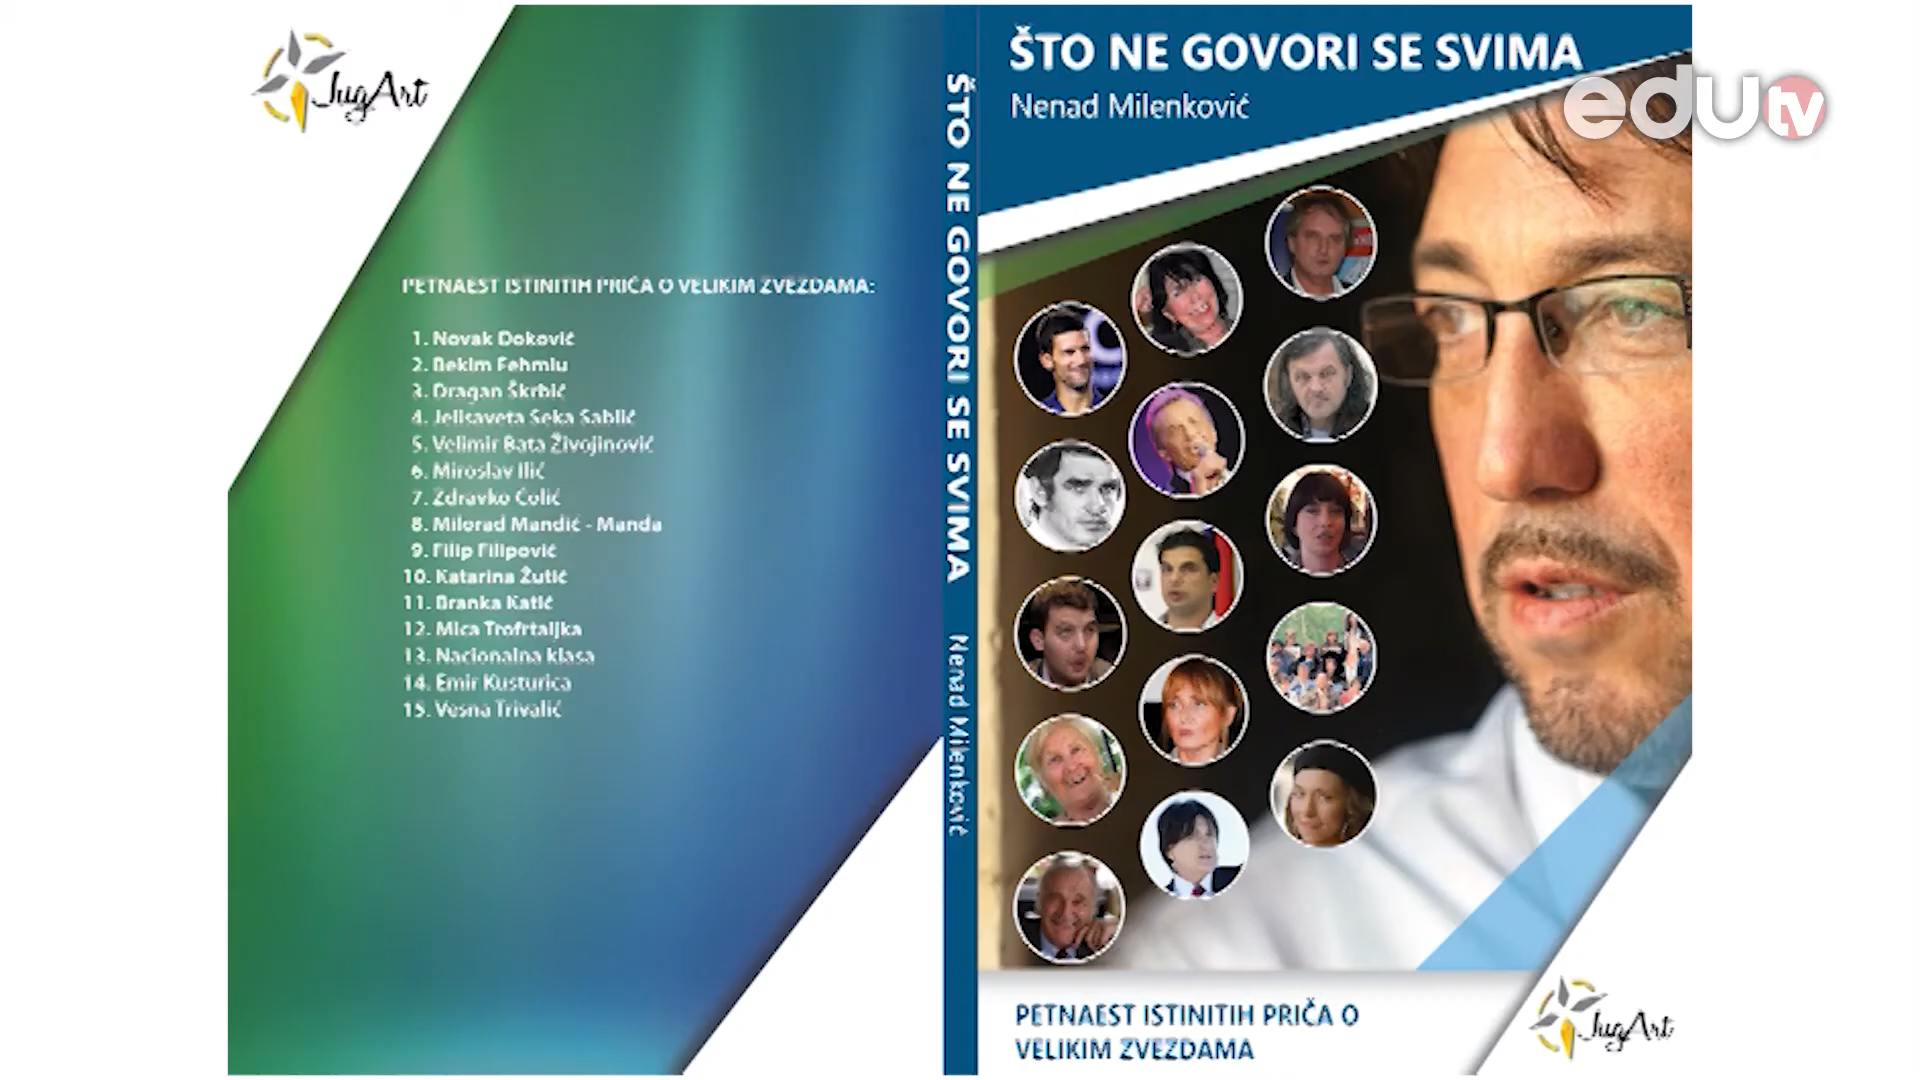 JugArt
PETNAEST ISTINITIH PRIČA O VELIKIM ZVEZDAMA:
1. Novak Đoković
2. Bekim Fehmiu
3. Dragan Škrbić
4. Jelisaveta Seka Sablić
5. Velimir Bata Živojinović
6. Miroslav Ilić
7. Zdravko Čolić
8. Milorad Mandić - Manda
9. Filip Filipović
10. Katarina Žutić
11. Branka Katić
12. Mica Trofrtaljka
13. Nacionalna klasa
14. Emir Kusturica
15. Vesna Trivalić
ŠTO NE GOVORI SE SVIMA Nenad Milenković
ŠTO NE GOVORI SE SVIMA
Nenad Milenković
edutv
PETNAEST ISTINITIH PRIČA O
VELIKIM ZVEZDAMA
JugArt